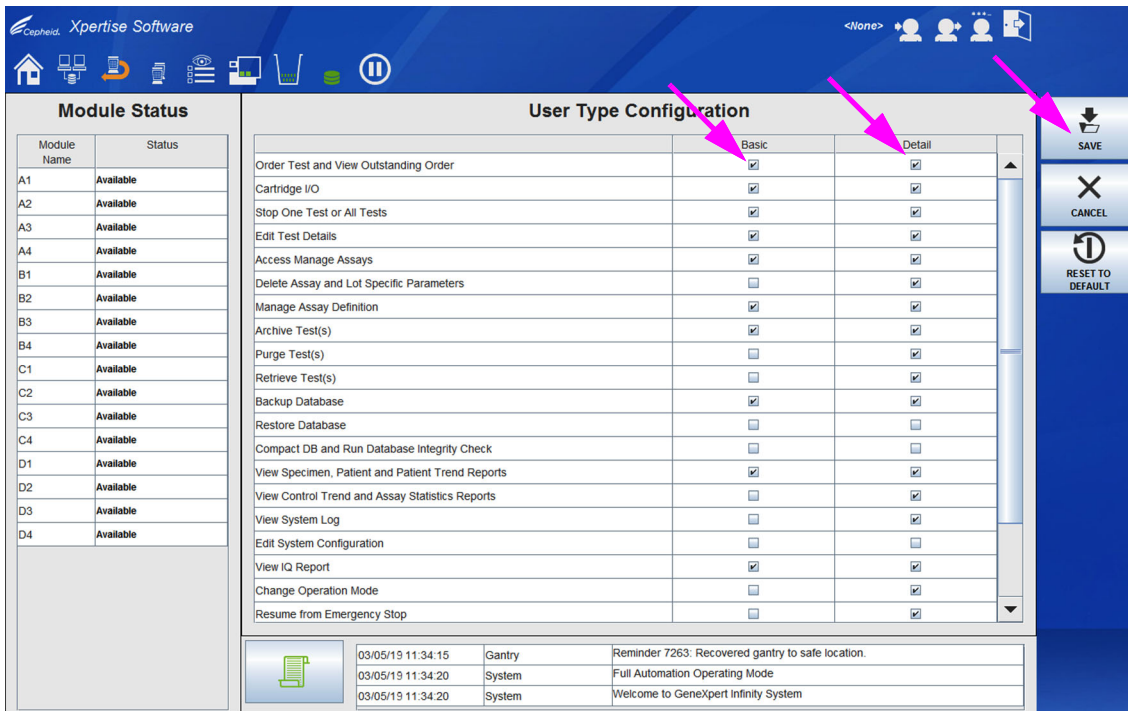 Cepheid. Xpertise Software
<None>
Module Status
Module Name Status
A1 Available
A2 Available
A3 Available
A4 Available
B1 Available
B2 Available
B3 Available
B4 Available
C1 Available
C2 Available
C3 Available
C4 Available
D1 Available
D2 Available
D3 Available
D4 Available
User Type Configuration
Basic Detail
Order Test and View Outstanding Order
Cartridge I/O
Stop One Test or All Tests
Edit Test Details
Access Manage Assays
Delete Assay and Lot Specific Parameters
Manage Assay Definition
Archive Test(s)
Purge Test(s)
Retrieve Test(s)
Backup Database
Restore Database
Compact DB and Run Database Integrity Check
View Specimen, Patient and Patient Trend Reports
View Control Trend and Assay Statistics Reports
View System Log
Edit System Configuration
View IQ Report
Change Operation Mode
Resume from Emergency Stop
SAVE
CANCEL
RESET TO
DEFAULT
03/05/19 11:34:15 Gantry Reminder 7263: Recovered gantry to safe location.
03/05/19 11:34:20 System Full Automation Operating Mode
03/05/19 11:34:20 System Welcome to GeneXpert Infinity System